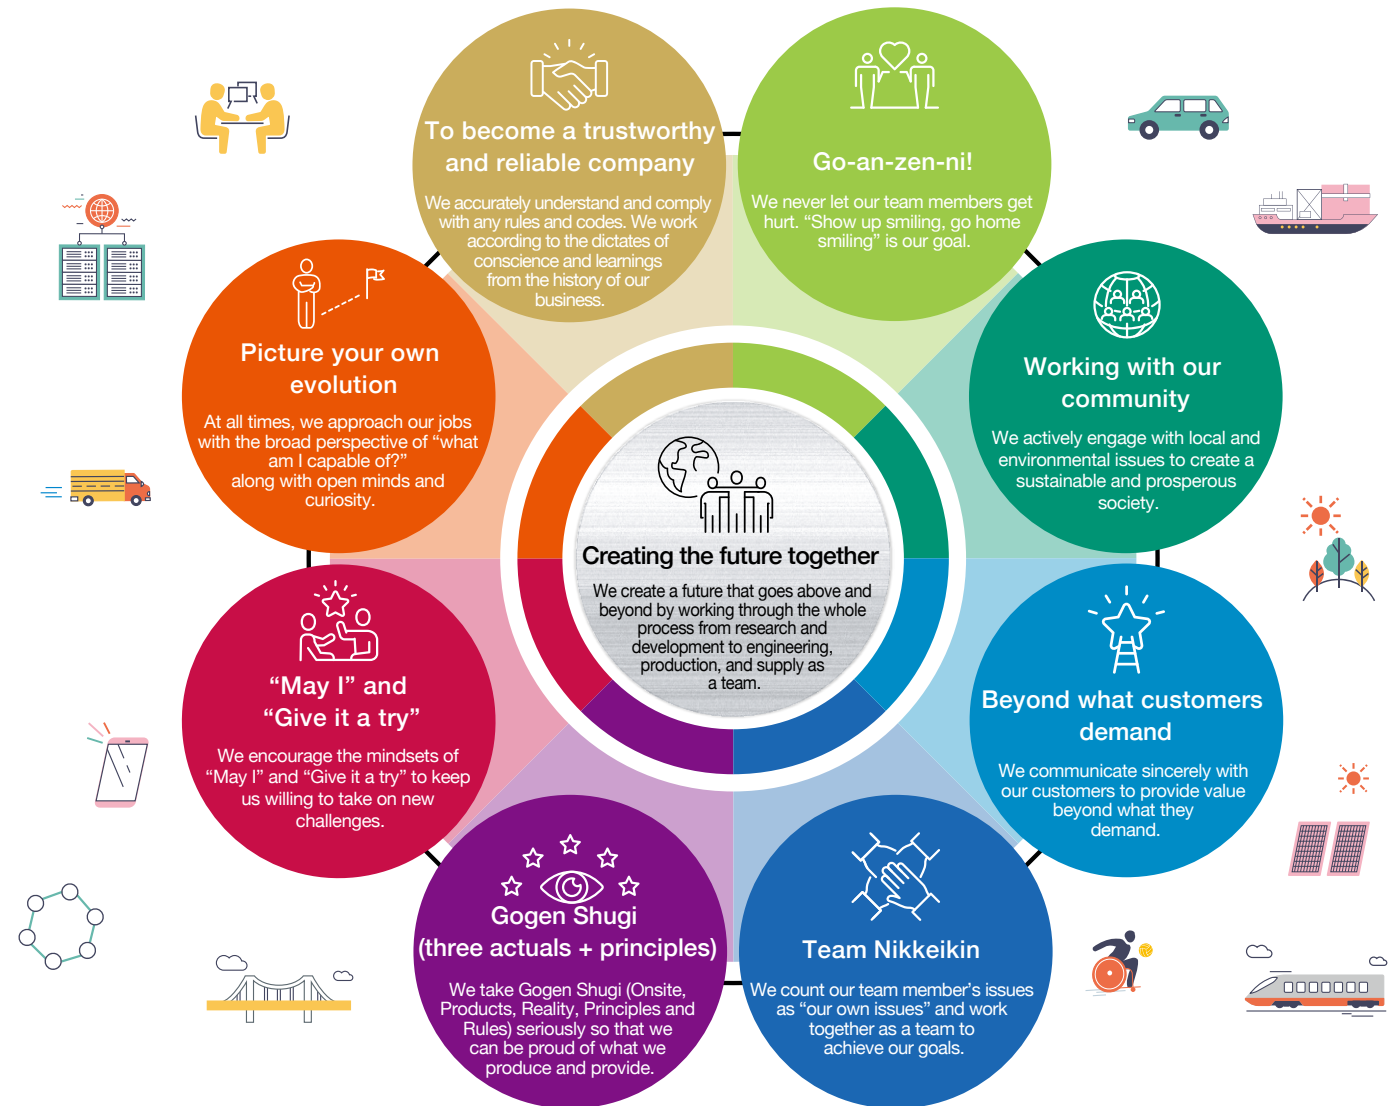 To become a trustworthy
and reliable company
We accurately understand and comply
with any rules and codes. We work
according to the dictates of
conscience and learnings
from the history of our
business.
Go-an-zen-ni!
We never let our team members get
hurt. “Show up smiling, go home
smiling” is our goal.
Picture your own
evolution
At all times, we approach our jobs
with the broad perspective of “what
am I capable of?”
along with open minds and
curiosity.
Working with our
community
We actively engage with local and
environmental issues to create a
sustainable and prosperous
society.
Creating the future together
We create a future that goes above and
beyond by working through the whole
process from research and
development to engineering,
production, and supply as
a team.
“May I” and
“Give it a try”
We encourage the mindsets of
“May I” and “Give it a try” to keep
us willing to take on new
challenges.
Beyond what customers
demand
We communicate sincerely with
our customers to provide value
beyond what they
demand.
Gogen Shugi
(three actuals + principles)
We take Gogen Shugi (Onsite,
Products, Reality, Principles and
Rules) seriously so that we
can be proud of what we
produce and provide.
Team Nikkeikin
We count our team member’s issues
as “our own issues” and work
together as a team to
achieve our goals.